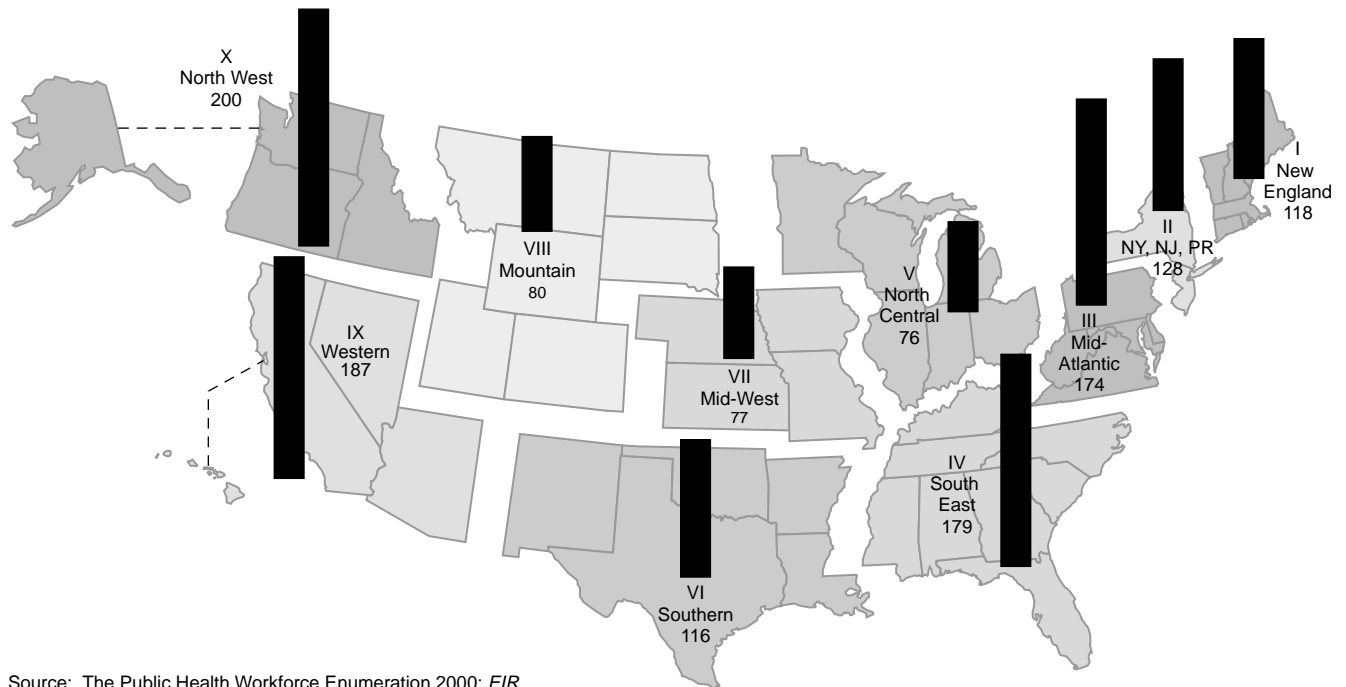 X
North West
200
I
New
England
118
II
NY, NJ, PR
128
VIII
Mountain
80
V
North
Central
76
III
Mid-
Atlantic
174
IX
Western
187
VII
Mid-West
77
IV
South
East
179
VI
Southern
116
Source: The Public Health Workforce Enumeration 2000; EIR